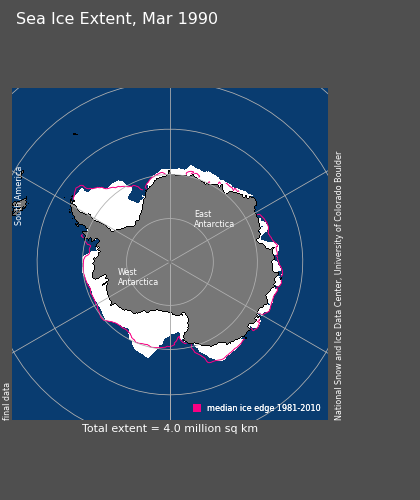 Sea Ice Extent, Mar 1990
South America
East
Antarctica
West
Antarctica
National Snow and Ice Data Center, University of Colorado Boulder
final data
median ice edge 1981-2010
Total extent = 4.0 million sq km